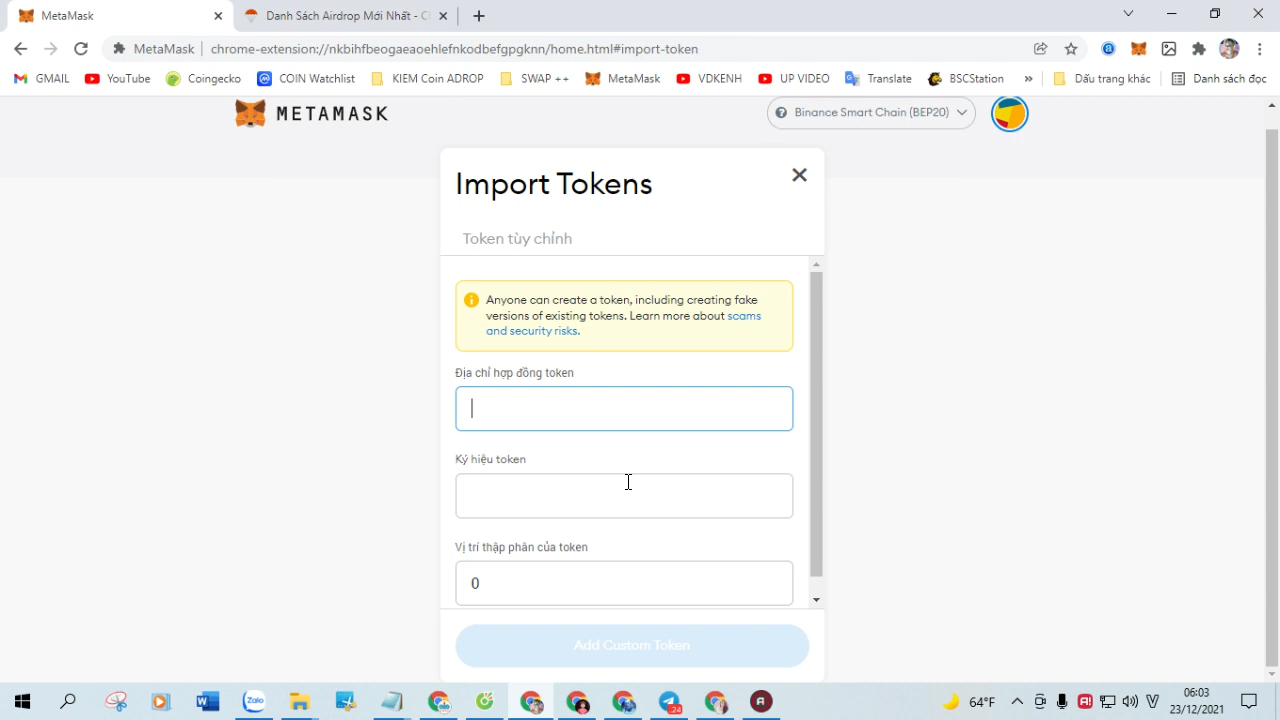 MetaMask
Danh Sách Airdrop Mới Nhất - C
MetaMask
chrome-extension://nkbihfbeogaeaoehlefnkodbefgpgknn/home.html#import-token
GMAIL
YouTube
Coingecko
COIN Watchlist
KIEM Coin ADROP
SWAP ++
MetaMask
VDKENH
UP VIDEO
Translate
BSCStation
»
Dấu trang khác
Danh sách đọc
METAMASK
Binance Smart Chain (BEP20)
Import Tokens
Token tùy chỉnh
Anyone can create a token, including creating fake
versions of existing tokens. Learn more about scams
and security risks.
Địa chỉ hợp đồng token
Ký hiệu token
Vị trí thập phân của token
0
Add Custom Token
Zalo
24
64°F
06:03
23/12/2021